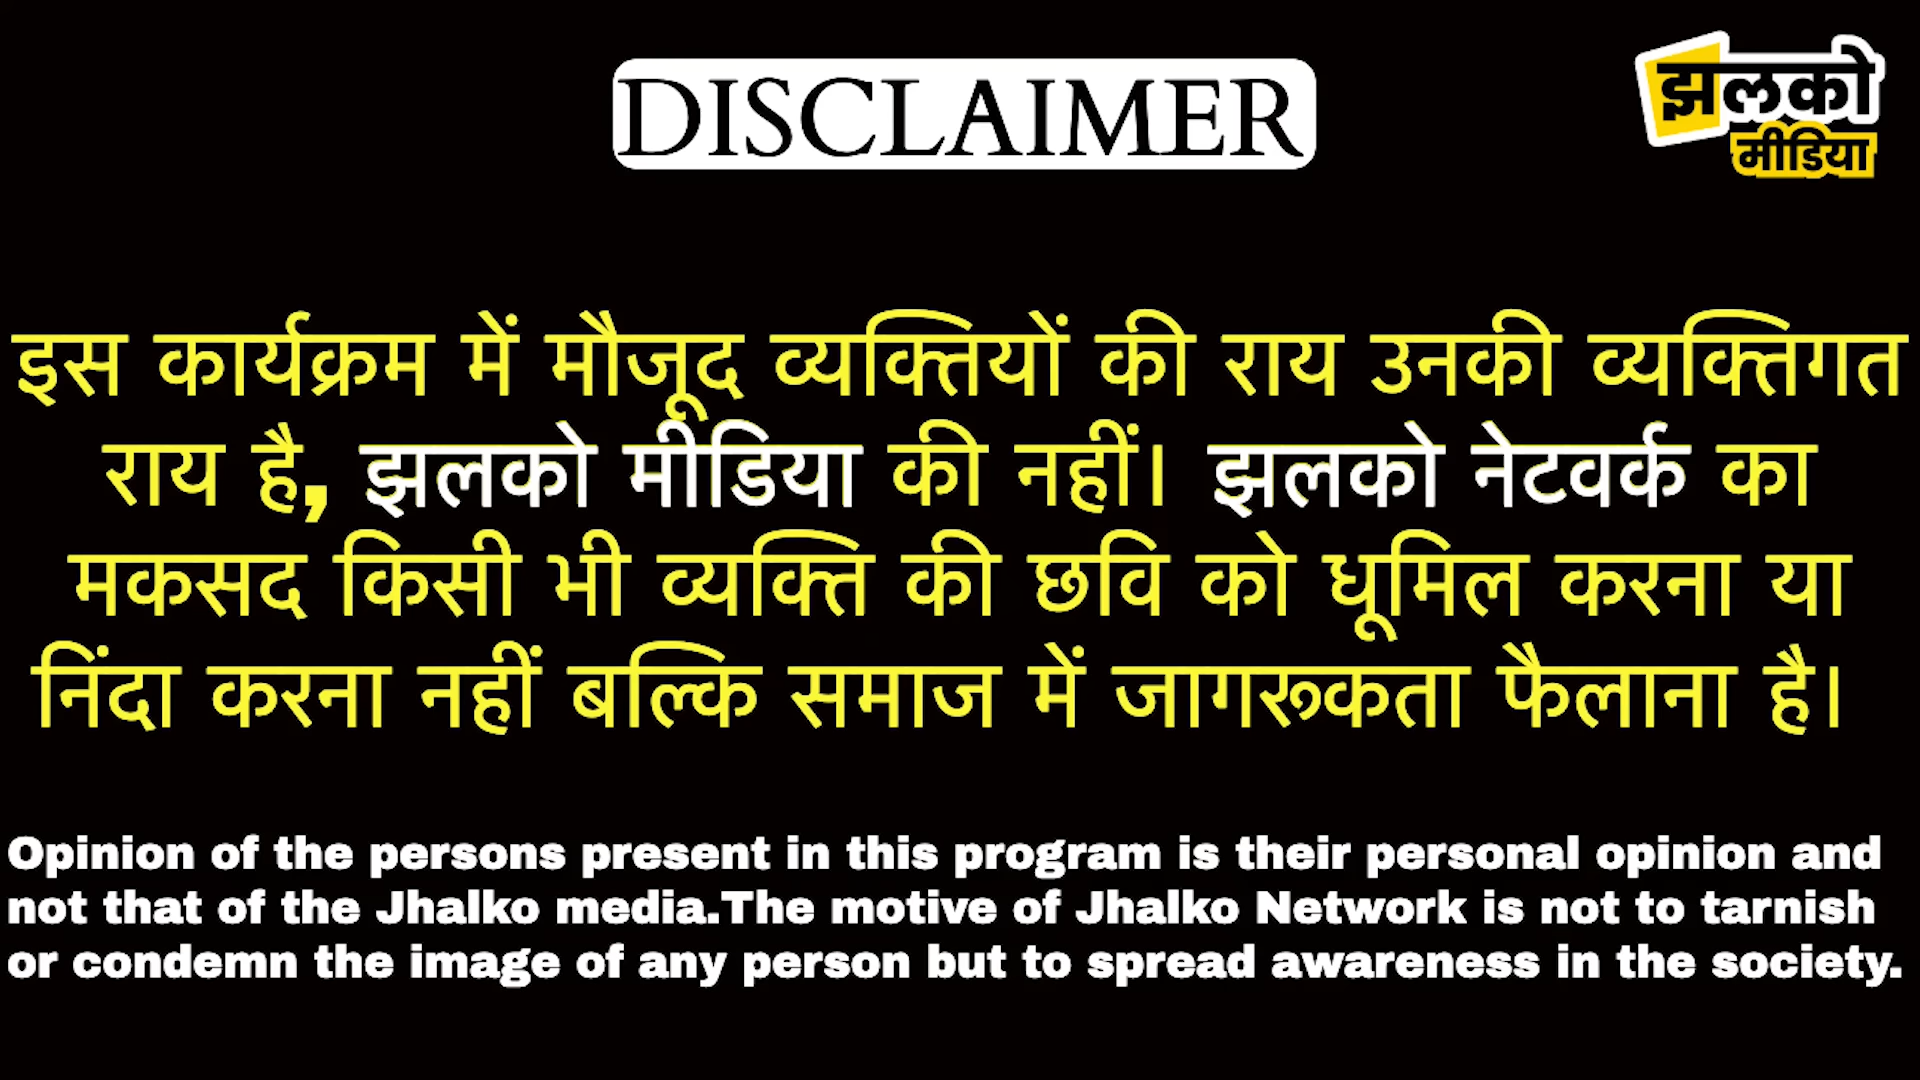 DISCLAIMER
झलको
मीडिया
इस कार्यक्रम में मौजूद व्यक्तियों की राय उनकी व्यक्तिगत
राय है, झलको मीडिया की नहीं। झलको नेटवर्क का
मकसद किसी भी व्यक्ति की छवि को धूमिल करना या
निंदा करना नहीं बल्कि समाज में जागरूकता फैलाना है।
Opinion of the persons present in this program is their personal opinion and
not that of the Jhalko media.The motive of Jhalko Network is not to tarnish
or condemn the image of any person but to spread awareness in the society.